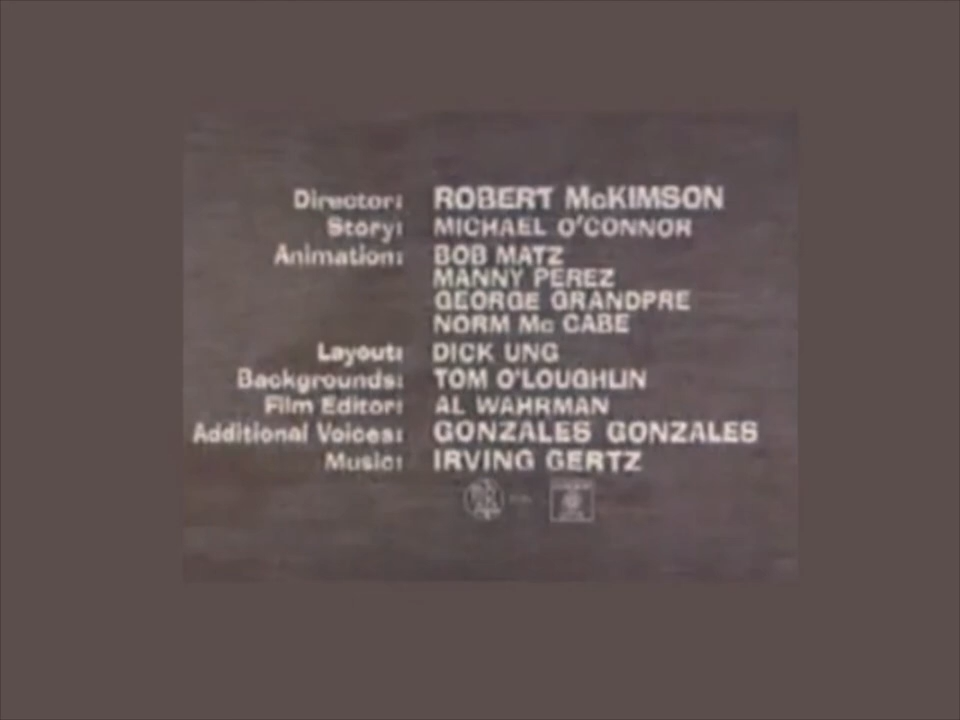 Director: ROBERT McKIMSON
Story: MICHAEL O'CONNOR
Animation: BOB MATZ
MANNY PEREZ
GEORGE GRANDPRE
NORM Mc CABE
Layout: DICK UNG
Backgrounds: TOM O'LOUGHLIN
Film Editor: AL WAHRMAN
Additional Voices: GONZALES GONZALES
Music: IRVING GERTZ